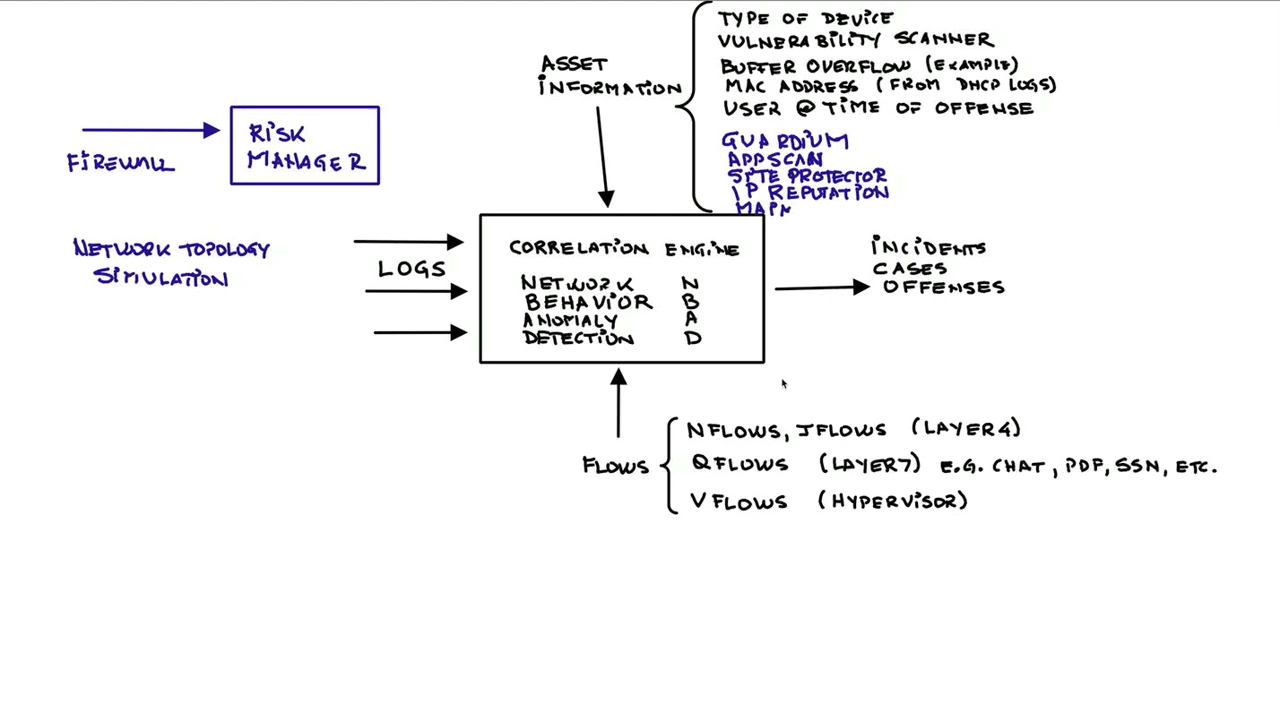 TYPE OF DEVICE
VULNERABILITY SCANNER
BUFFER OVERFLOW (EXAMPLE)
MAC ADDRESS (FROM DHCP LOGS)
USER @ TIME OF OFFENSE
GUARDIUM
APPSCAN
SITE PROTECTOR
IP REPUTATION
ASSET
INFORMATION
RISK
MANAGER
FIREWALL
NETWORK TOPOLOGY
SIMULATION
LOGS
CORRELATION ENGINE
NETWORK N
BEHAVIOR B
ANOMIALY A
DETECTION D
INCIDENTS
CASES
OFFENSES
FLOWS
NFLOWS, JFLOWS (LAYER4)
QFLOWS (LAYER7) E.G. CHAT, PDF, SSN, ETC.
VFLOWS (HYPERVISOR)